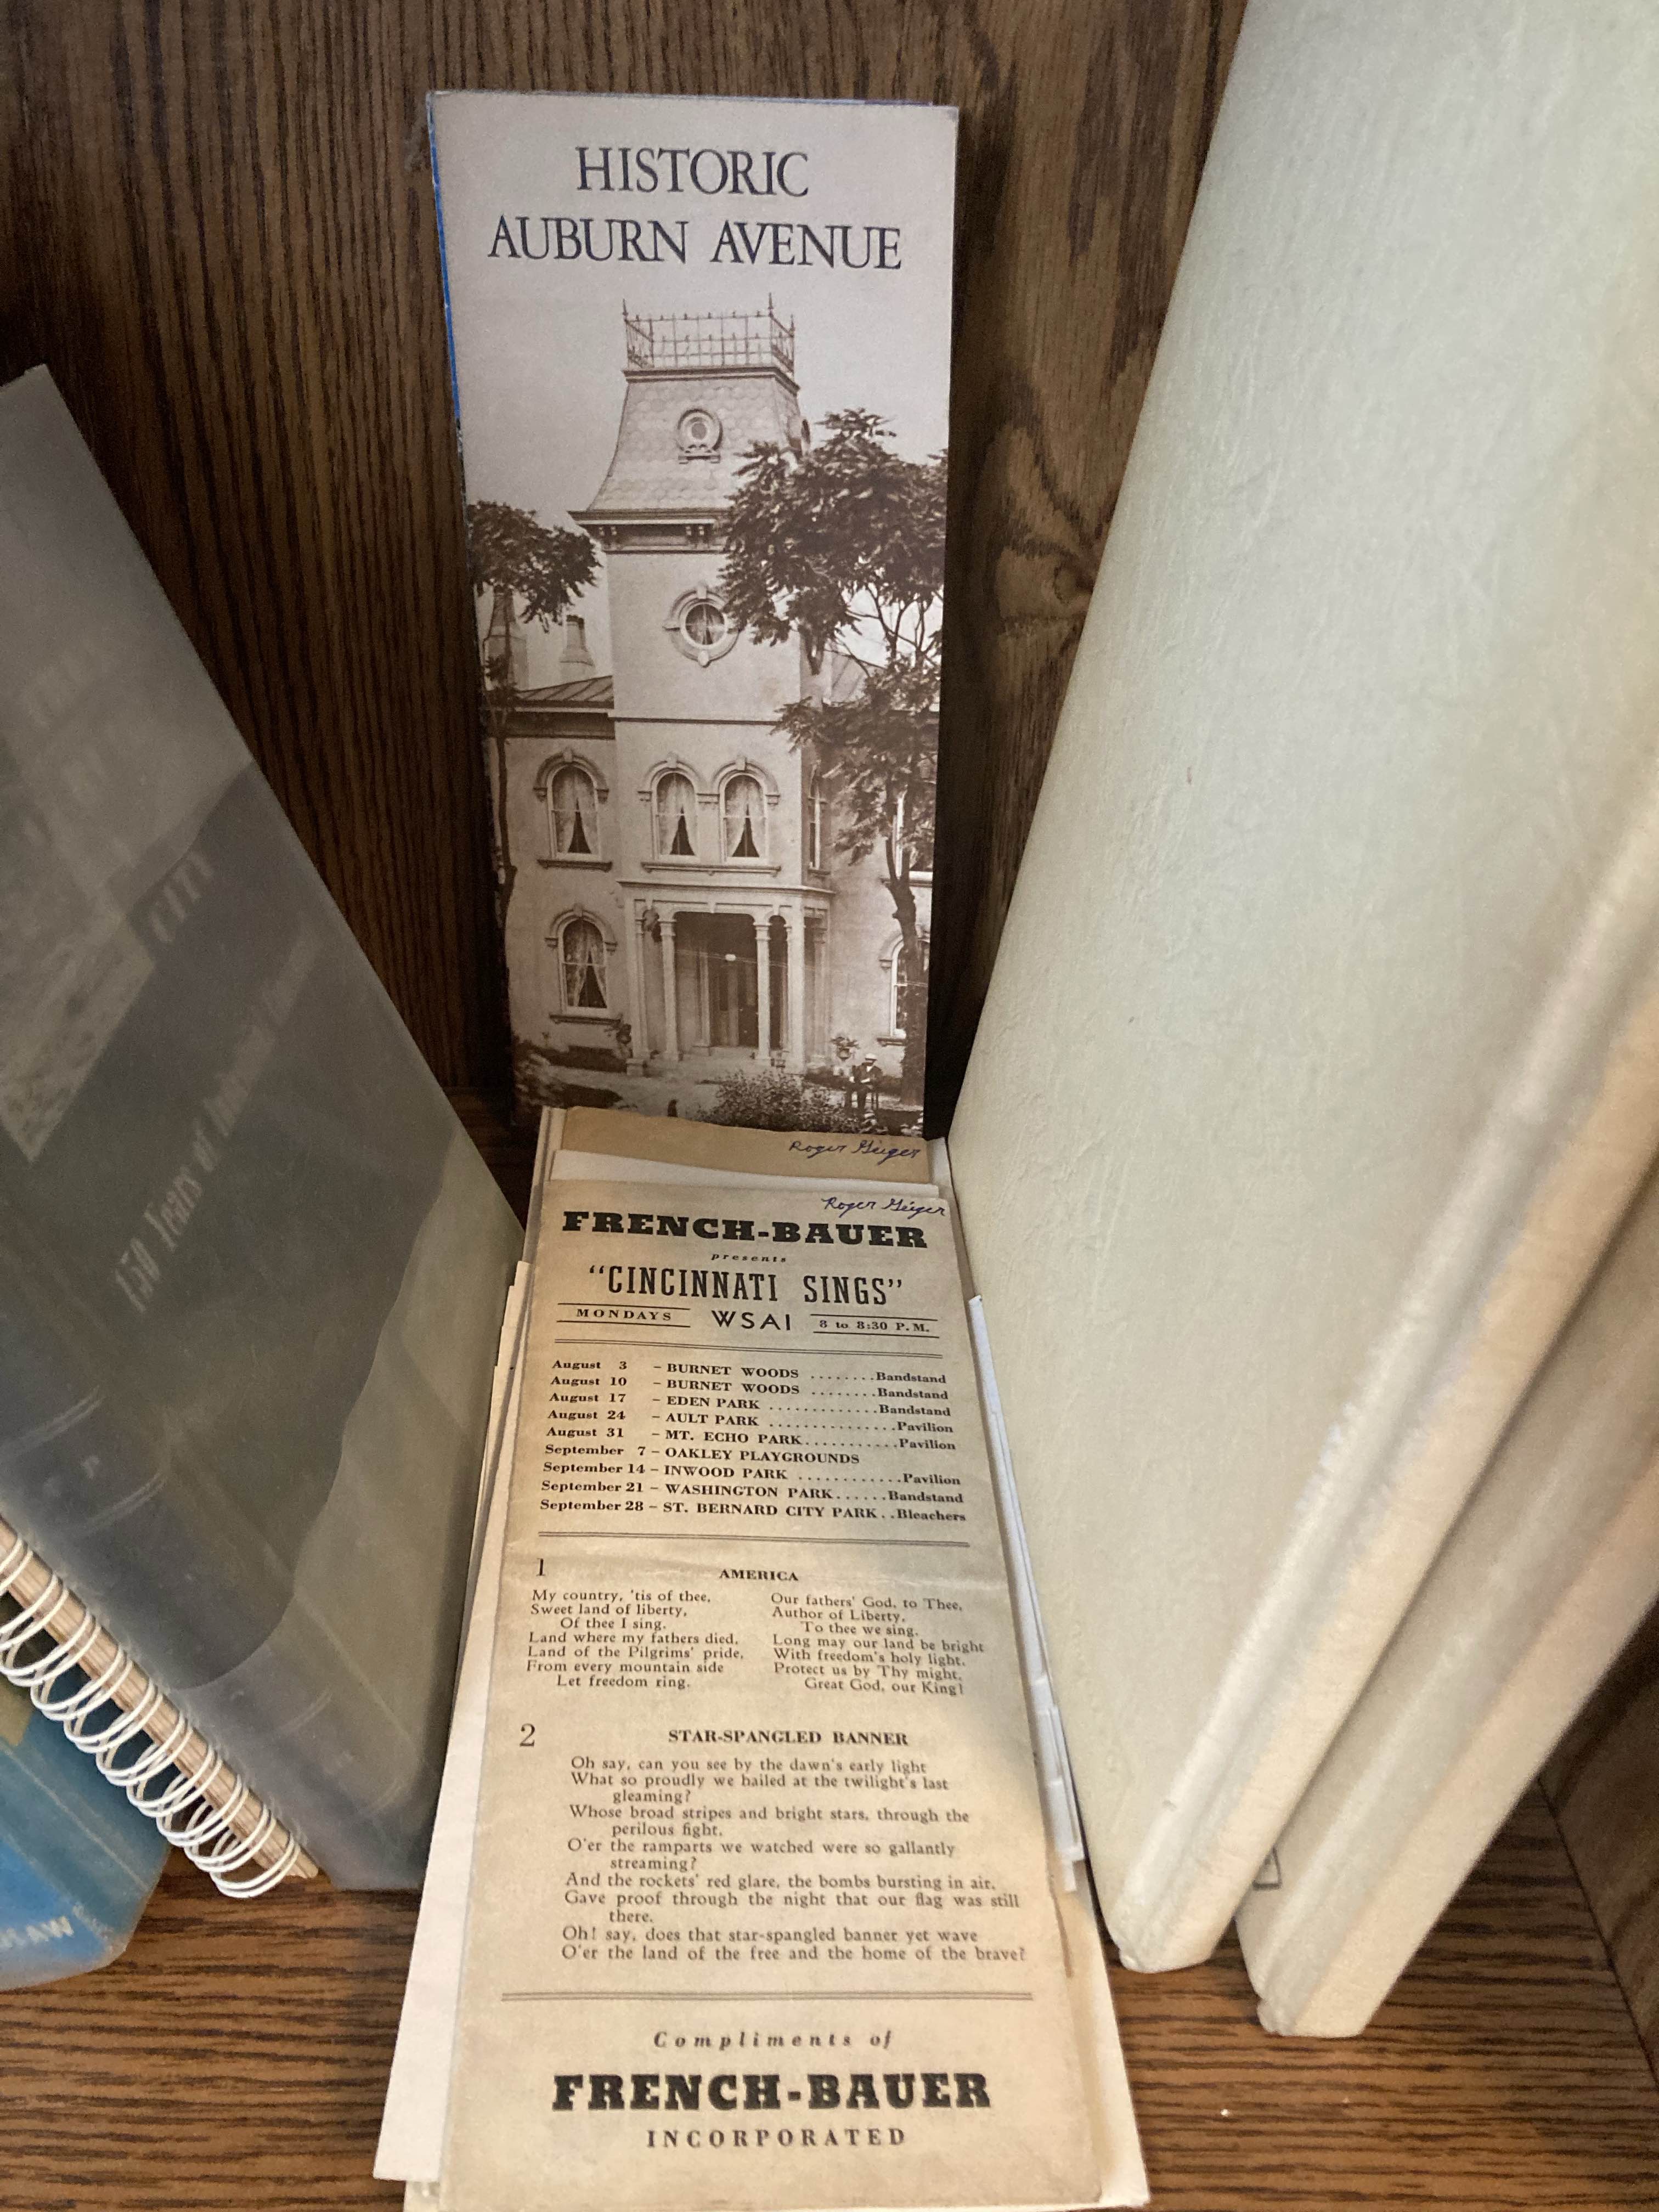 HISTORIC
AUBURN AVENUE
Roger Geiger
Roger Geiger
FRENCH-BAUER
presents
"CINCINNATI SINGS"
MONDAYS WSAI 8 to 8:30 P.M.
August 3 – BURNET WOODS ........Bandstand
August 10 – BURNET WOODS ........Bandstand
August 17 – EDEN PARK .............Bandstand
August 24 – AULT PARK ..............Pavilion
August 31 – MT. ECHO PARK...........Pavilion
September 7 – OAKLEY PLAYGROUNDS
September 14 – INWOOD PARK ............Pavilion
September 21 – WASHINGTON PARK......Bandstand
September 28 – ST. BERNARD CITY PARK..Bleachers
1 AMERICA
My country, 'tis of thee,
Sweet land of liberty,
Of thee I sing.
Land where my fathers died,
Land of the Pilgrims' pride,
From every mountain side
Let freedom ring.
Our fathers' God, to Thee,
Author of Liberty,
To thee we sing.
Long may our land be bright
With freedom's holy light,
Protect us by Thy might,
Great God, our King!
2 STAR-SPANGLED BANNER
Oh say, can you see by the dawn's early light
What so proudly we hailed at the twilight's last
gleaming?
Whose broad stripes and bright stars, through the
perilous fight,
O'er the ramparts we watched were so gallantly
streaming?
And the rockets' red glare, the bombs bursting in air,
Gave proof through the night that our flag was still
there.
Oh! say, does that star-spangled banner yet wave
O'er the land of the free and the home of the brave?
Compliments of
FRENCH-BAUER
INCORPORATED
CITY
150 Years of